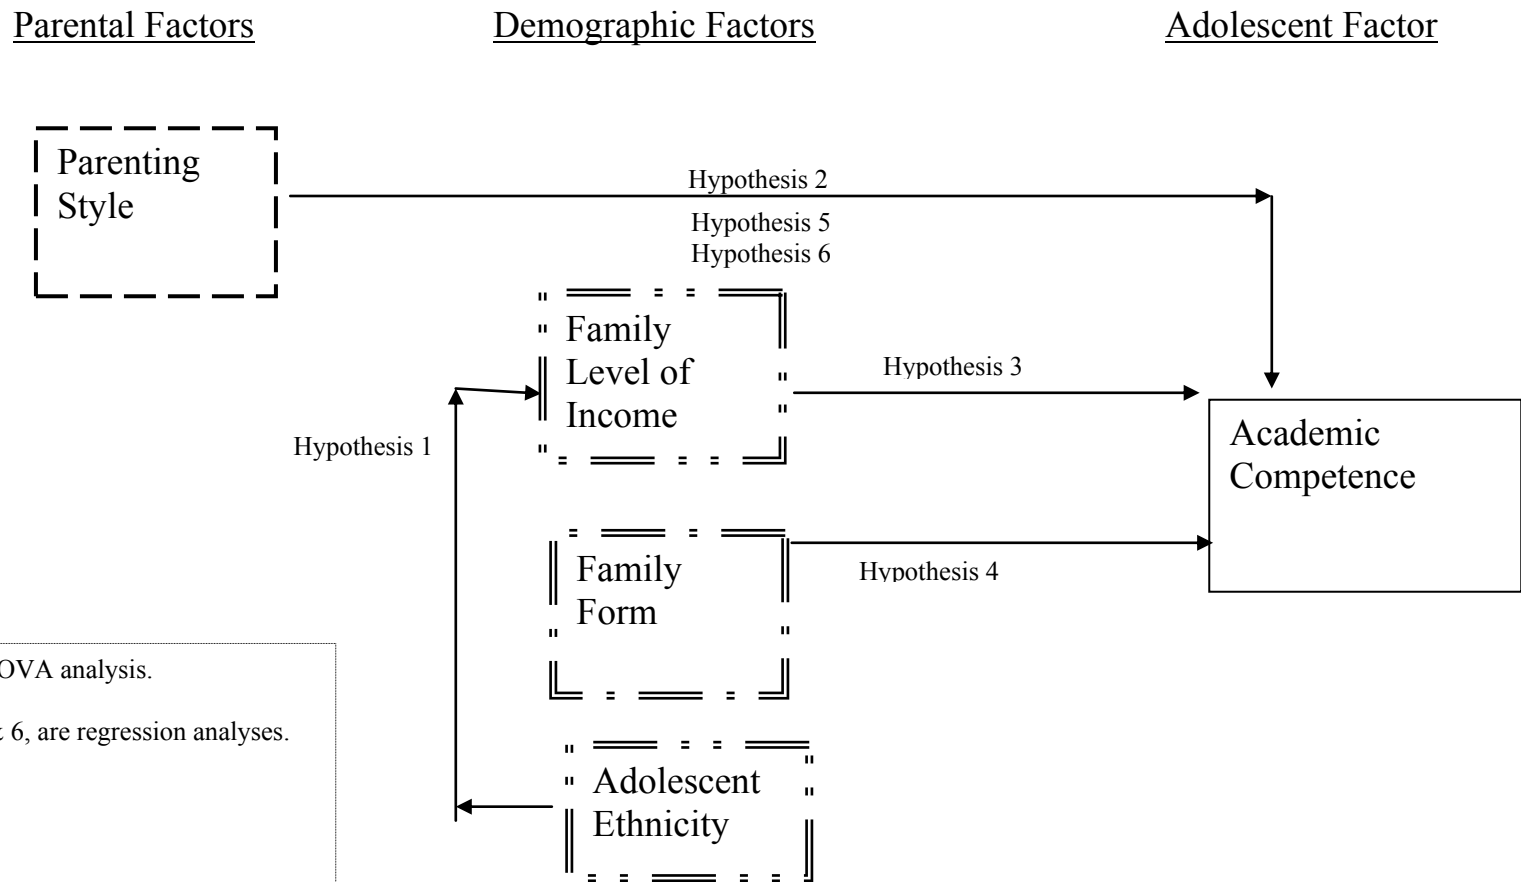 Parental Factors
Demographic Factors
Adolescent Factor
Parenting
Style
Hypothesis 2
Hypothesis 5
Hypothesis 6
Family
Level of
Income
Hypothesis 3
Hypothesis 1
Academic
Competence
Family
Form
Hypothesis 4
OVA analysis.
6, are regression analyses.
Adolescent
Ethnicity